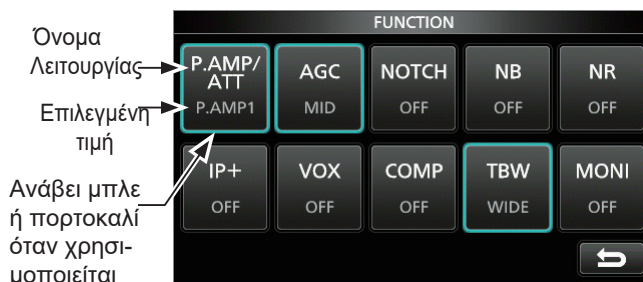 Όνομα
Λειτουργίας
Επιλεγμένη
τιμή
Ανάβει μπλε
ή πορτοκαλί
όταν χρησι-
μοποιείται
FUNCTION
P.AMP/
ATT
P.AMP1
AGC
MID
NOTCH
OFF
NB
OFF
NR
OFF
IP+
OFF
VOX
OFF
COMP
OFF
TBW
WIDE
MONI
OFF